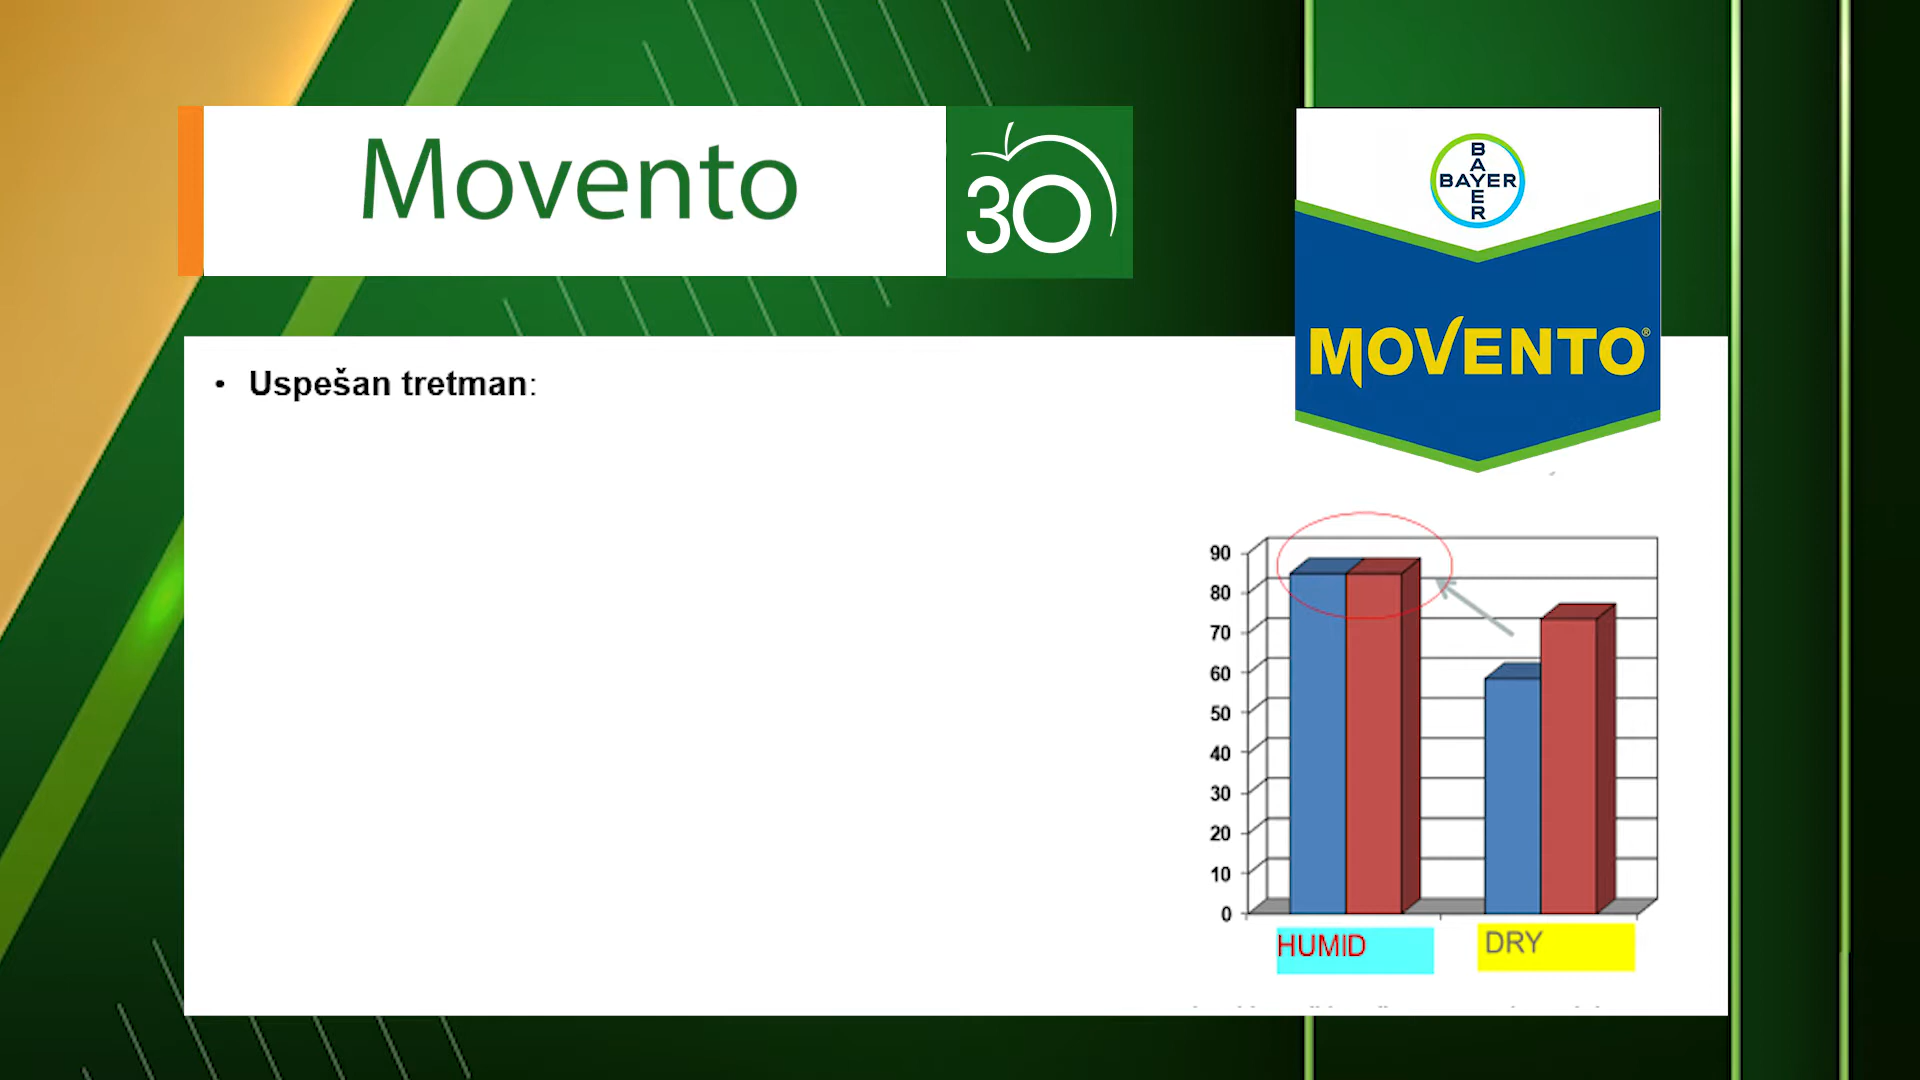 Movento
30
BAYER
BAYER
MOVENTO®
• Uspešan tretman:
90
80
70
60
50
40
30
20
10
0
HUMID
DRY